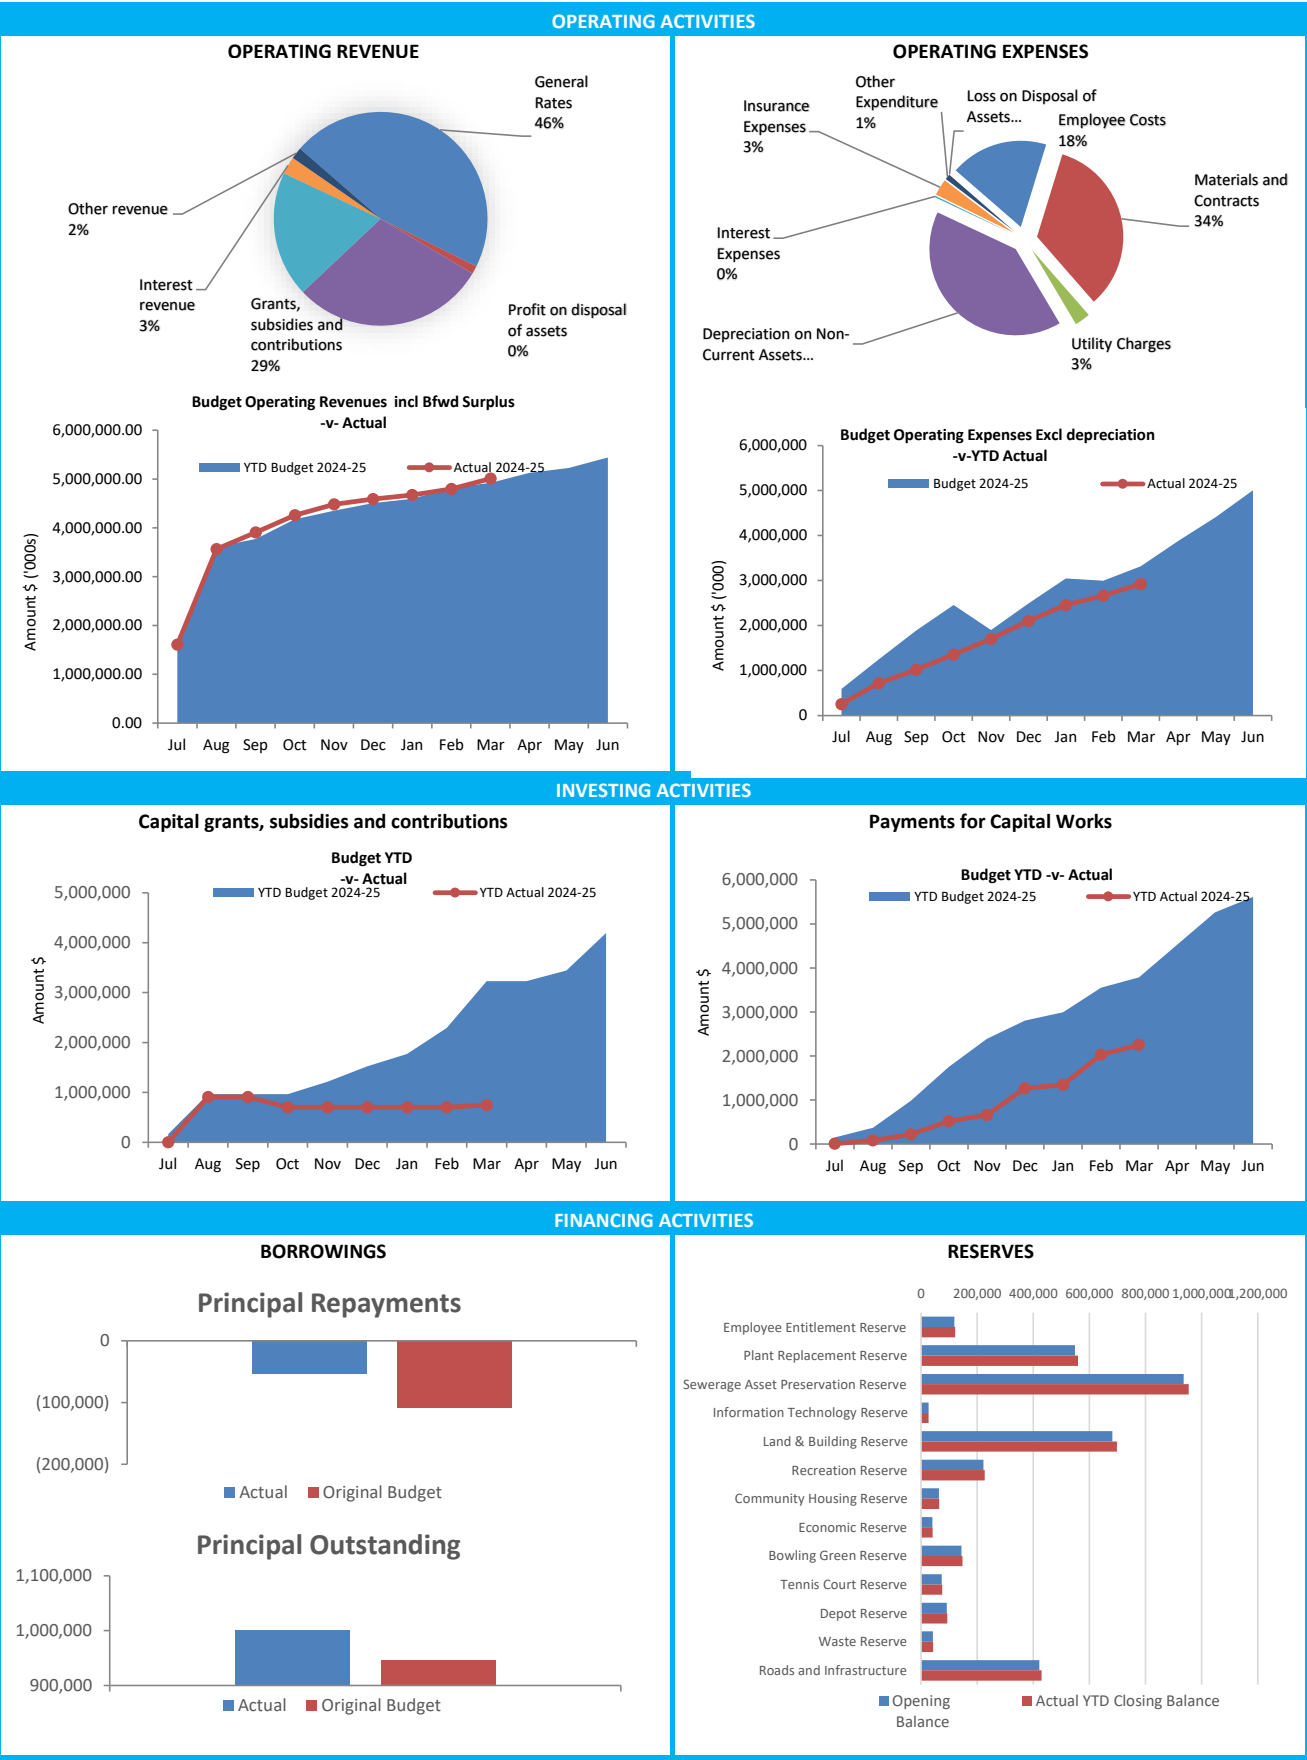 OPERATING ACTIVITIES
OPERATING REVENUE
General
Rates
46%
Other revenue
2%
Interest
revenue
3%
Grants,
subsidies and
contributions
29%
Profit on disposal
of assets
0%
OPERATING EXPENSES
Other
Expenditure
1%
Loss on Disposal of
Assets...
Insurance
Expenses
3%
Employee Costs
18%
Materials and
Contracts
34%
Interest
Expenses
0%
Depreciation on Non-
Current Assets...
Utility Charges
3%
Budget Operating Revenues incl Bfwd Surplus
-v- Actual
YTD Budget 2024-25
Actual 2024-25
Amount $ ('000s)
6,000,000.00
5,000,000.00
4,000,000.00
3,000,000.00
2,000,000.00
1,000,000.00
0.00
Jul Aug Sep Oct Nov Dec Jan Feb Mar Apr May Jun
Budget Operating Expenses Excl depreciation
-v-YTD Actual
Budget 2024-25
Actual 2024-25
Amount $ ('000)
6,000,000
5,000,000
4,000,000
3,000,000
2,000,000
1,000,000
0
Jul Aug Sep Oct Nov Dec Jan Feb Mar Apr May Jun
INVESTING ACTIVITIES
Capital grants, subsidies and contributions
Budget YTD
-v- Actual
YTD Budget 2024-25
YTD Actual 2024-25
Amount $
5,000,000
4,000,000
3,000,000
2,000,000
1,000,000
0
Jul Aug Sep Oct Nov Dec Jan Feb Mar Apr May Jun
Payments for Capital Works
Budget YTD -v- Actual
YTD Budget 2024-25
YTD Actual 2024-25
Amount $
6,000,000
5,000,000
4,000,000
3,000,000
2,000,000
1,000,000
0
Jul Aug Sep Oct Nov Dec Jan Feb Mar Apr May Jun
FINANCING ACTIVITIES
BORROWINGS
Principal Repayments
0
(100,000)
(200,000)
Actual
Original Budget
Principal Outstanding
1,100,000
1,000,000
900,000
Actual
Original Budget
RESERVES
0 200,000 400,000 600,000 800,000 1,000,000 1,200,000
Employee Entitlement Reserve
Plant Replacement Reserve
Sewerage Asset Preservation Reserve
Information Technology Reserve
Land & Building Reserve
Recreation Reserve
Community Housing Reserve
Economic Reserve
Bowling Green Reserve
Tennis Court Reserve
Depot Reserve
Waste Reserve
Roads and Infrastructure
Opening
Balance
Actual YTD Closing Balance